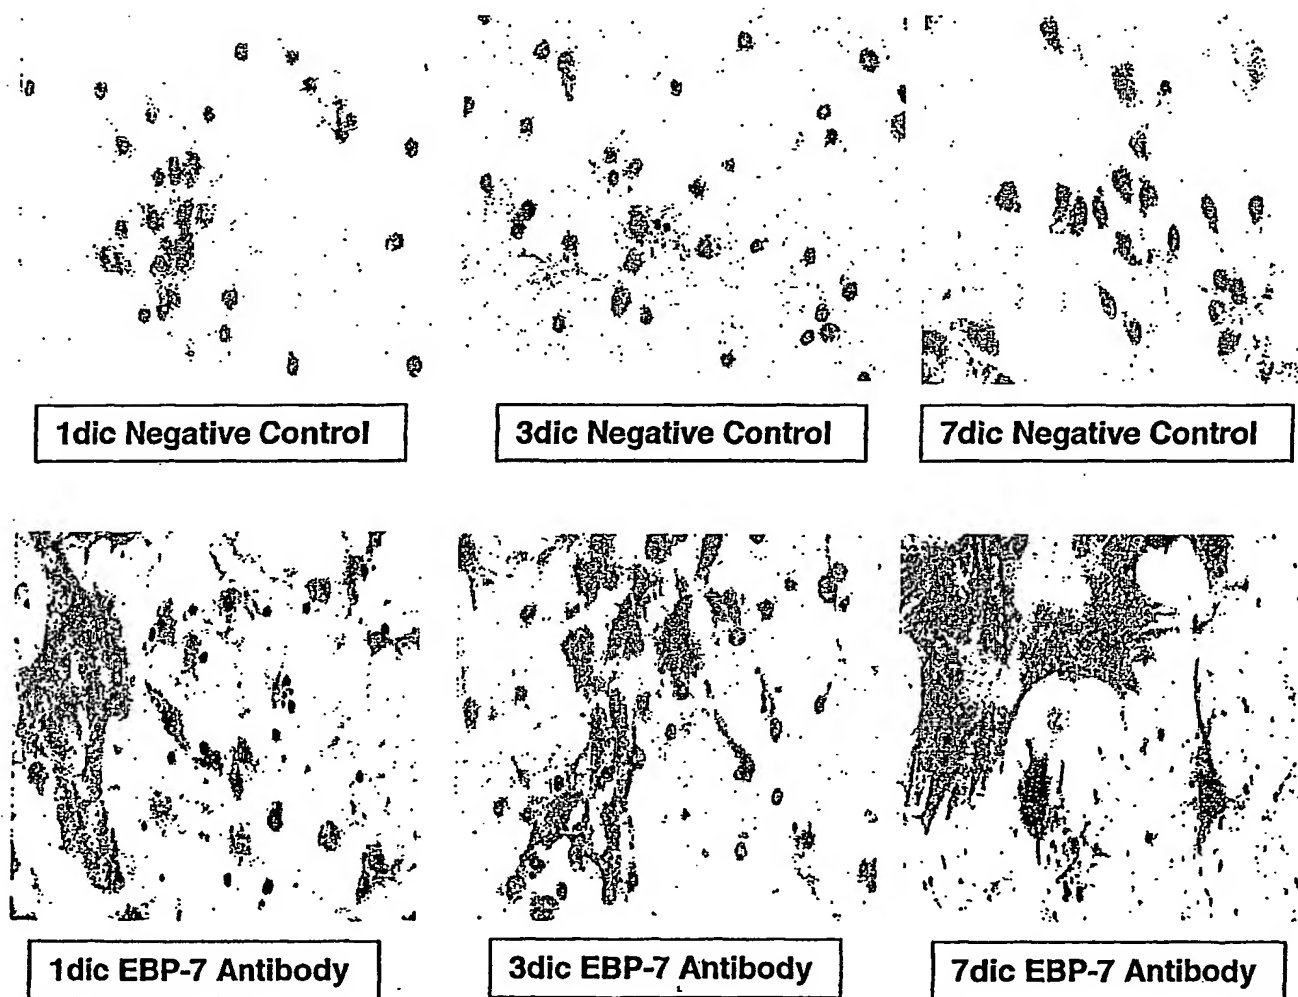 1dic Negative Control
3dic Negative Control
7dic Negative Control
1dic EBP-7 Antibody
3dic EBP-7 Antibody
7dic EBP-7 Antibody